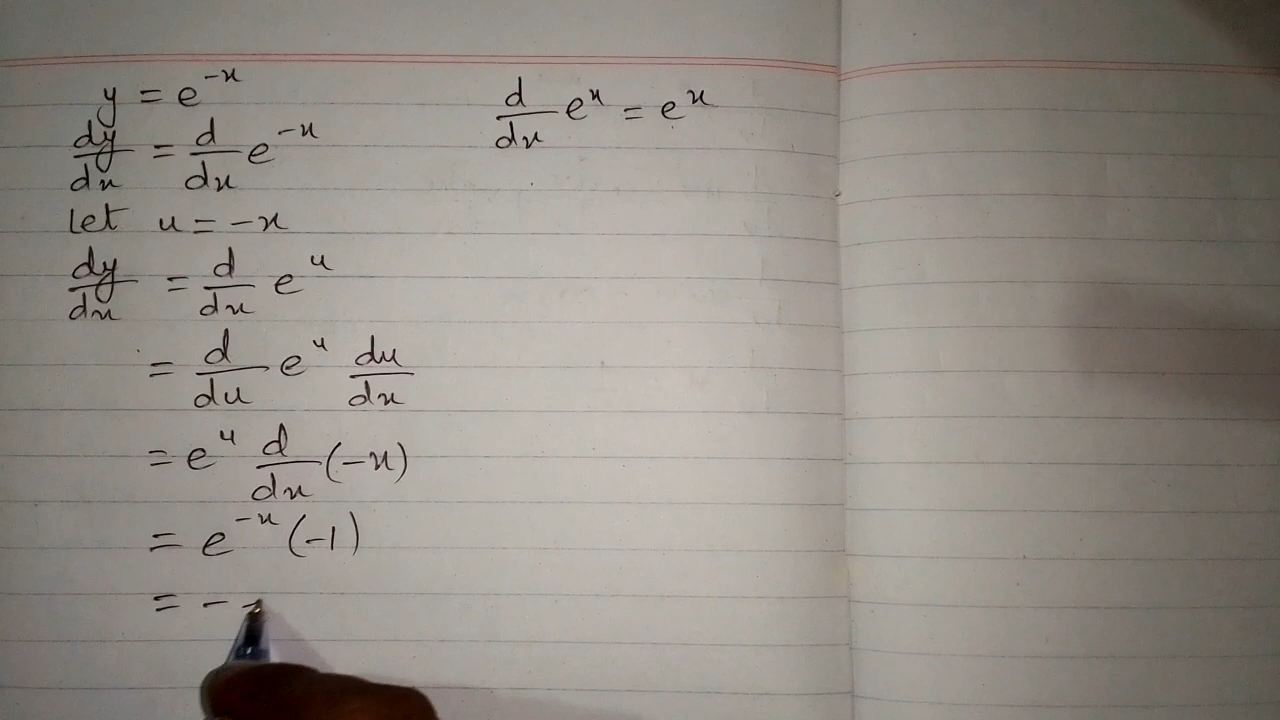 y = e^{-x}
d/dx e^x = e^x
dy/dx = d/dx e^{-x}
Let u = -x
dy/dx = d/dx e^u
= d/du e^u du/dx
= e^u d/dx (-x)
= e^{-x} (-1)
= -